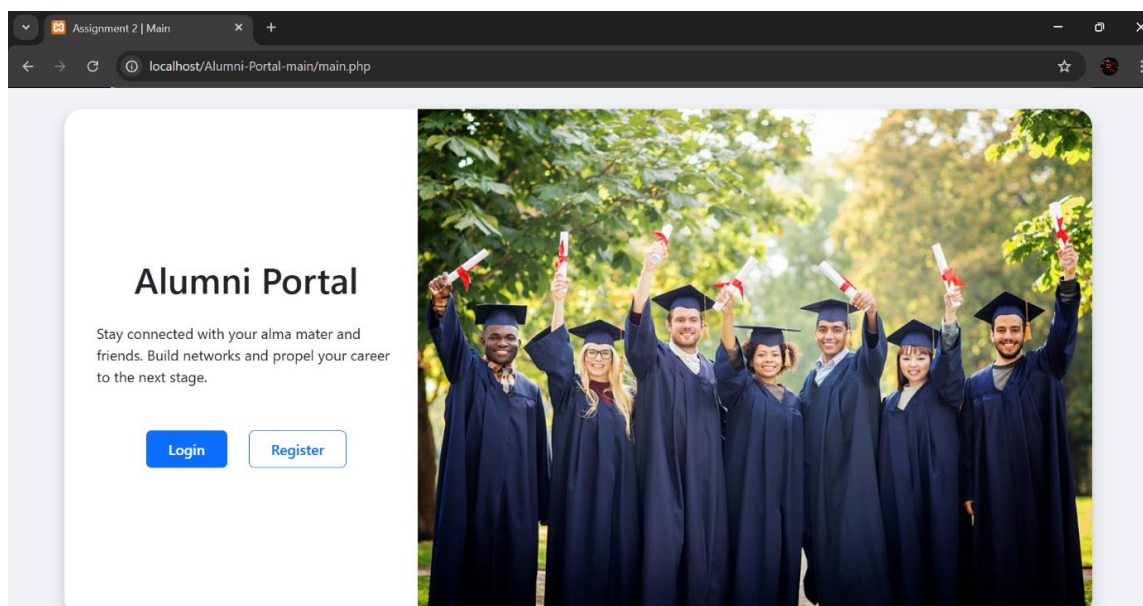 Assignment 2 | Main
localhost/Alumni-Portal-main/main.php
Alumni Portal
Stay connected with your alma mater and
friends. Build networks and propel your career
to the next stage.
Login Register